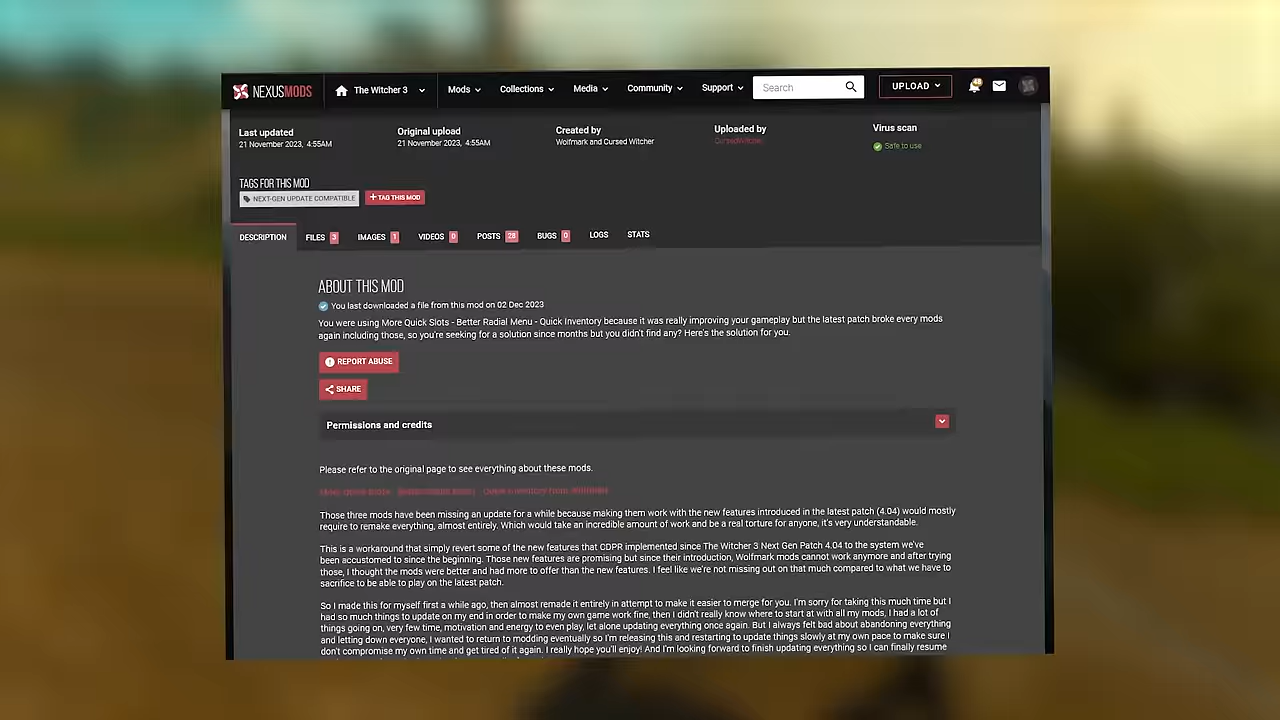 NEXUSMODS The Witcher 3 Mods Collections Media Community Support Search UPLOAD 48
Last updated Original upload Created by Uploaded by Virus scan
21 November 2023, 4:55AM 21 November 2023, 4:55AM Wolfmark and Cursed Witcher CursedWitcher Safe to use
TAGS FOR THIS MOD
NEXT-GEN UPDATE COMPATIBLE TAG THIS MOD
DESCRIPTION FILES 3 IMAGES 1 VIDEOS 0 POSTS 28 BUGS 0 LOGS STATS
ABOUT THIS MOD
You last downloaded a file from this mod on 02 Dec 2023
You were using More Quick Slots - Better Radial Menu - Quick Inventory because it was really improving your gameplay but the latest patch broke every mods
again including those, so you're seeking for a solution since months but you didn't find any? Here's the solution for you.
REPORT ABUSE
SHARE
Permissions and credits
Please refer to the original page to see everything about these mods.
More Quick Slots - Better Radial Menu - Quick Inventory from Wolfmark
Those three mods have been missing an update for a while because making them work with the new features introduced in the latest patch (4.04) would mostly
require to remake everything, almost entirely. Which would take an incredible amount of work and be a real torture for anyone, it's very understandable.
This is a workaround that simply revert some of the new features that CDPR implemented since The Witcher 3 Next Gen Patch 4.04 to the system we've
been accustomed to since the beginning. Those new features are promising but since their introduction, Wolfmark mods cannot work anymore and after trying
those, I thought the mods were better and had more to offer than the new features. I feel like we're not missing out on that much compared to what we have to
sacrifice to be able to play on the latest patch.
So I made this for myself first a while ago, then almost remade it entirely in attempt to make it easier to merge for you. I'm sorry for taking this much time but I
had so much things to update on my end in order to make my own game work fine, then I didn't really know where to start at with all my mods, I had a lot of
things going on, very few time, motivation and energy to even play, let alone updating everything once again. But I always felt bad about abandoning everything
and letting down everyone, I wanted to return to modding eventually so I'm releasing this and restarting to update things slowly at my own pace to make sure I
don't compromise my own time and get tired of it again. I really hope you'll enjoy! And I'm looking forward to finish updating everything so I can finally resume